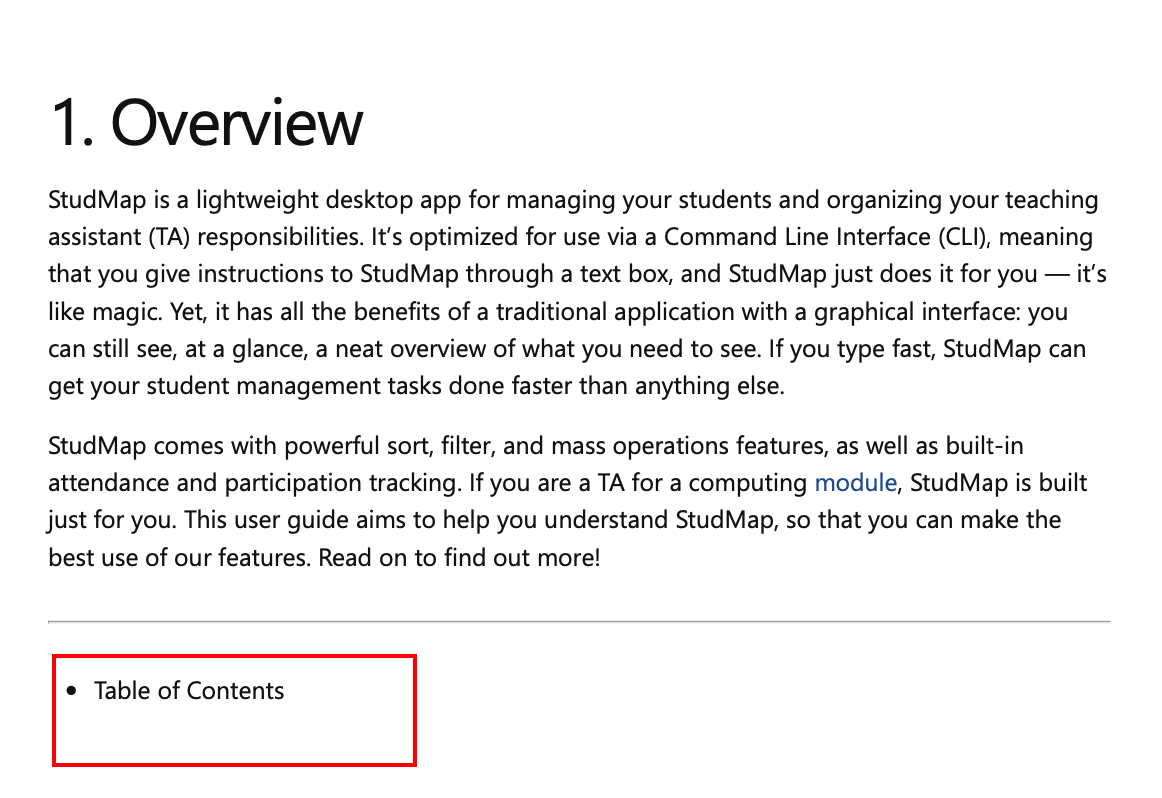 1. Overview
StudMap is a lightweight desktop app for managing your students and organizing your teaching
assistant (TA) responsibilities. It’s optimized for use via a Command Line Interface (CLI), meaning
that you give instructions to StudMap through a text box, and StudMap just does it for you — it’s
like magic. Yet, it has all the benefits of a traditional application with a graphical interface: you
can still see, at a glance, a neat overview of what you need to see. If you type fast, StudMap can
get your student management tasks done faster than anything else.
StudMap comes with powerful sort, filter, and mass operations features, as well as built-in
attendance and participation tracking. If you are a TA for a computing module, StudMap is built
just for you. This user guide aims to help you understand StudMap, so that you can make the
best use of our features. Read on to find out more!
• Table of Contents